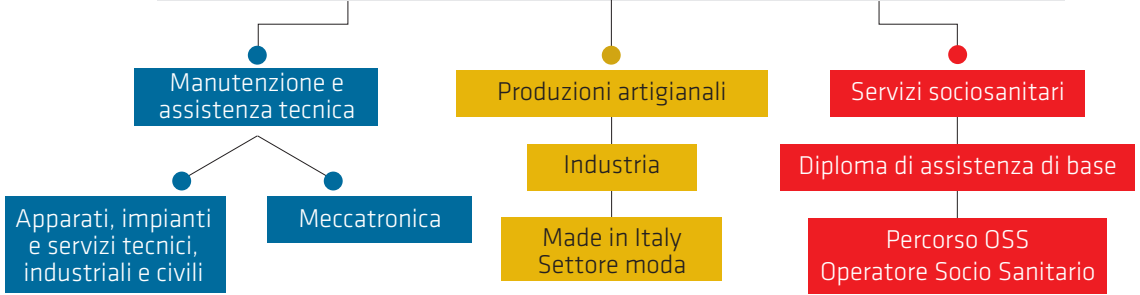 Manutenzione e
assistenza tecnica
Produzioni artigianali
Servizi sociosanitari
Industria
Diploma di assistenza di base
Apparati, impianti
e servizi tecnici,
industriali e civili
Meccatronica
Made in Italy
Settore moda
Percorso OSS
Operatore Socio Sanitario